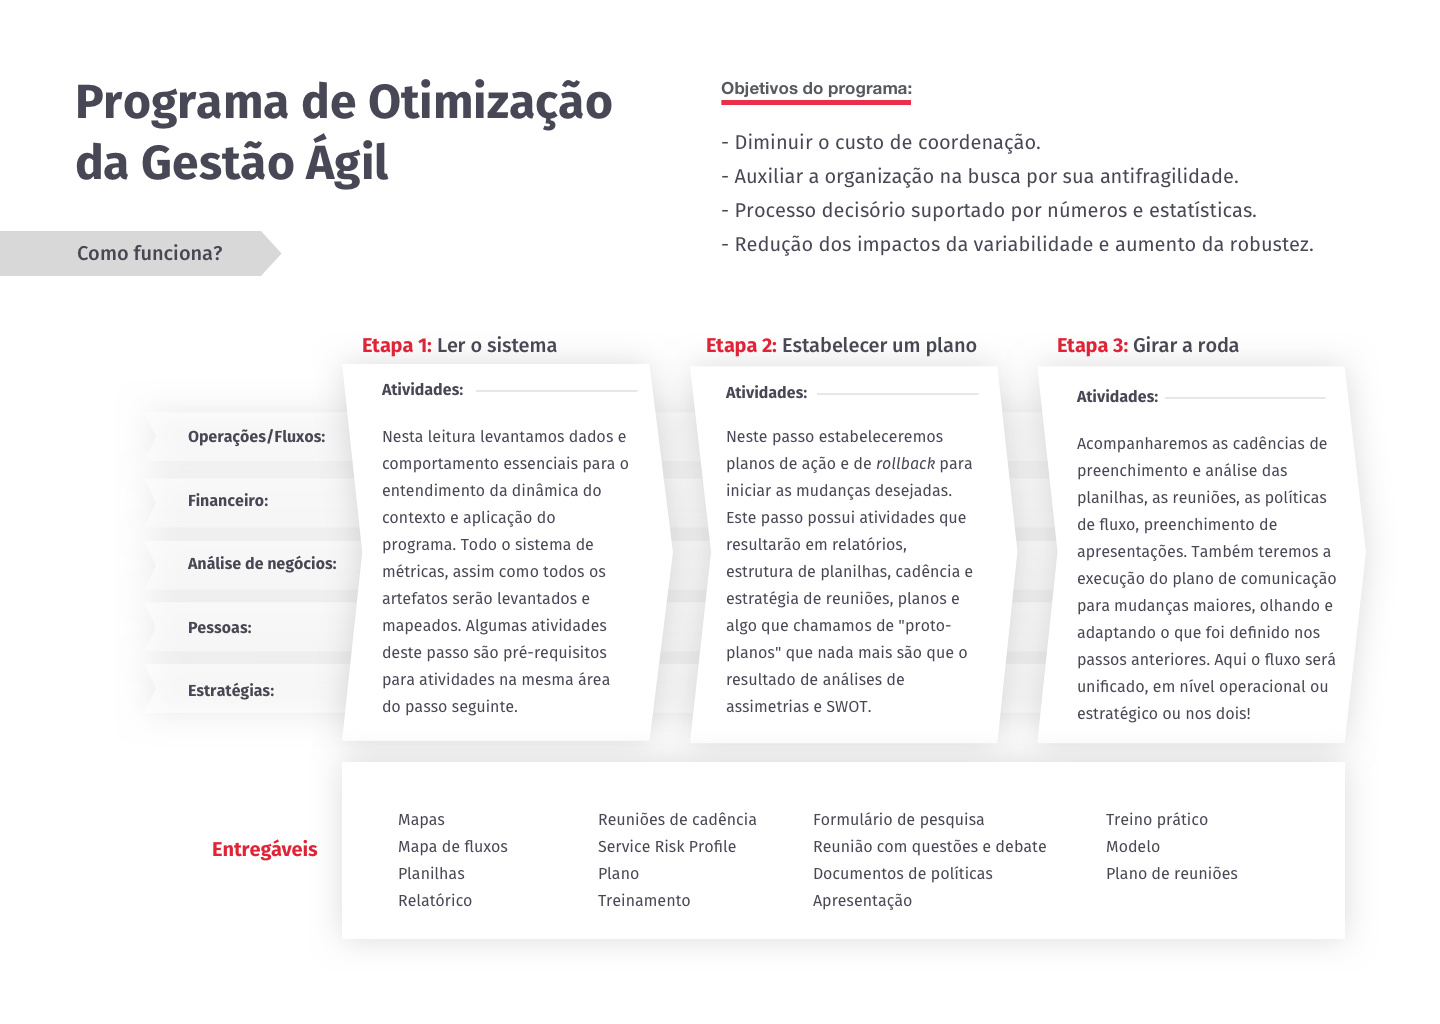 Programa de Otimização
da Gestão Ágil
Como funciona?
Objetivos do programa:
- Diminuir o custo de coordenação.
- Auxiliar a organização na busca por sua antifragilidade.
- Processo decisório suportado por números e estatísticas.
- Redução dos impactos da variabilidade e aumento da robustez.
Operações/Fluxos:
Financeiro:
Análise de negócios:
Pessoas:
Estratégias:
Etapa 1: Ler o sistema
Atividades:
Nesta leitura levantamos dados e
comportamento essenciais para o
entendimento da dinâmica do
contexto e aplicação do
programa. Todo o sistema de
métricas, assim como todos os
artefatos serão levantados e
mapeados. Algumas atividades
deste passo são pré-requisitos
para atividades na mesma área
do passo seguinte.
Etapa 2: Estabelecer um plano
Atividades:
Neste passo estabeleceremos
planos de ação e de rollback para
iniciar as mudanças desejadas.
Este passo possui atividades que
resultarão em relatórios,
estrutura de planilhas, cadência e
estratégia de reuniões, planos e
algo que chamamos de "proto-
planos" que nada mais são que o
resultado de análises de
assimetrias e SWOT.
Etapa 3: Girar a roda
Atividades:
Acompanharemos as cadências de
preenchimento e análise das
planilhas, as reuniões, as políticas
de fluxo, preenchimento de
apresentações. Também teremos a
execução do plano de comunicação
para mudanças maiores, olhando e
adaptando o que foi definido nos
passos anteriores. Aqui o fluxo será
unificado, em nível operacional ou
estratégico ou nos dois!
Entregáveis
Mapas
Mapa de fluxos
Planilhas
Relatórico
Reuniões de cadência
Service Risk Profile
Plano
Treinamento
Formulário de pesquisa
Reunião com questões e debate
Documentos de políticas
Apresentação
Treino prático
Modelo
Plano de reuniões